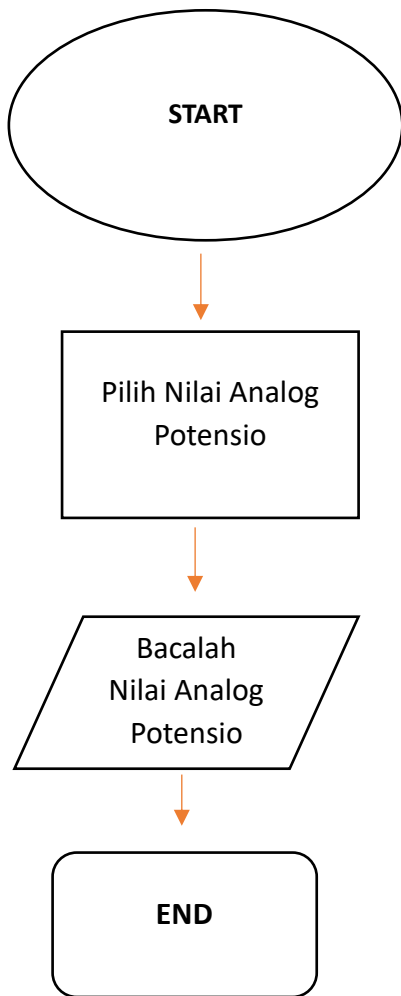 START
Pilih Nilai Analog
Potensio
Bacalah
Nilai Analog
Potensio
END